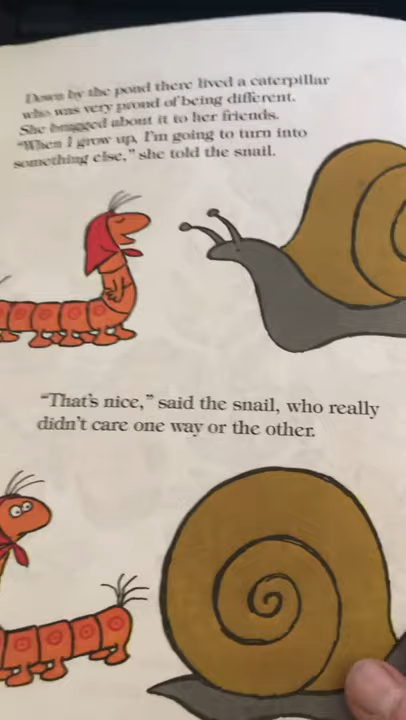 Down by the pond there lived a caterpillar
who was very proud of being different.
She bragged about it to her friends.
"When I grow up, I'm going to turn into
something else," she told the snail.
"That's nice," said the snail, who really
didn't care one way or the other.